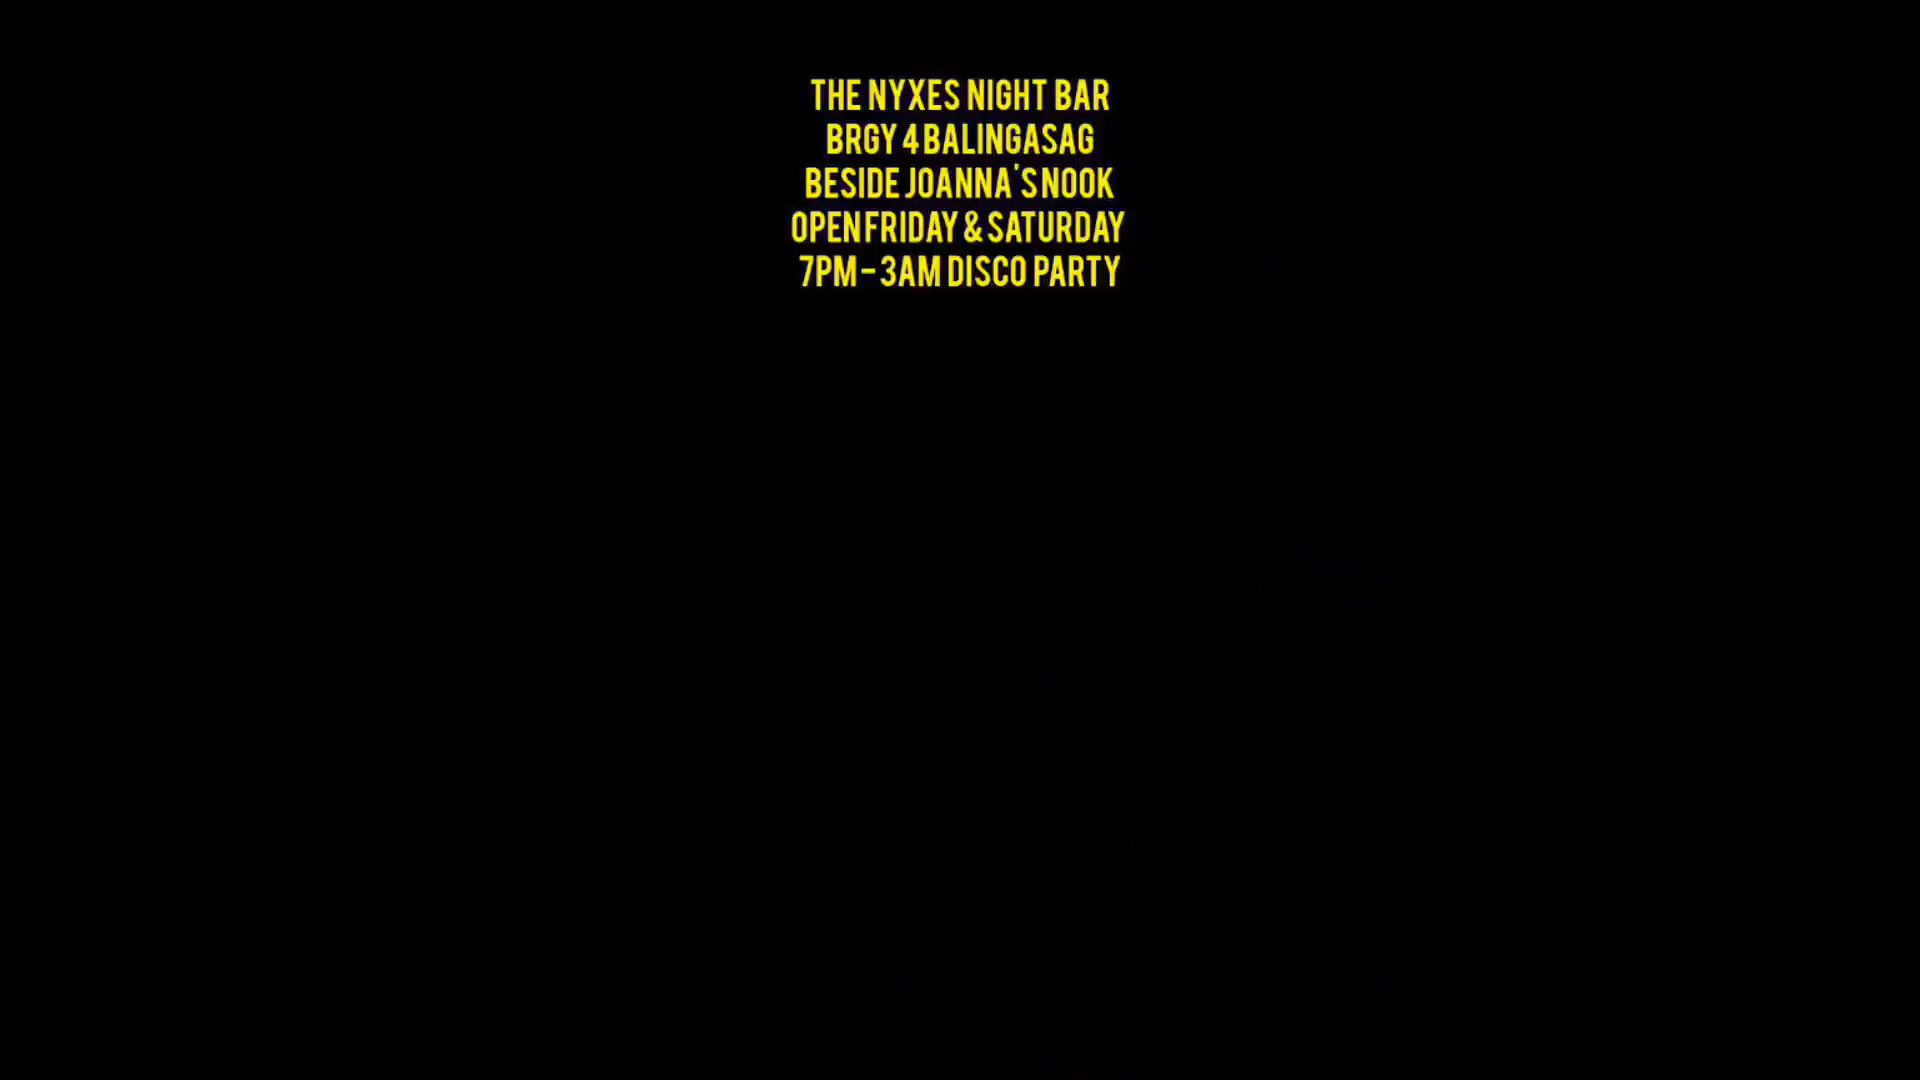 THE NYXES NIGHT BAR
BRGY 4 BALINGASAG
BESIDE JOANNA'S NOOK
OPEN FRIDAY & SATURDAY
7PM - 3AM DISCO PARTY